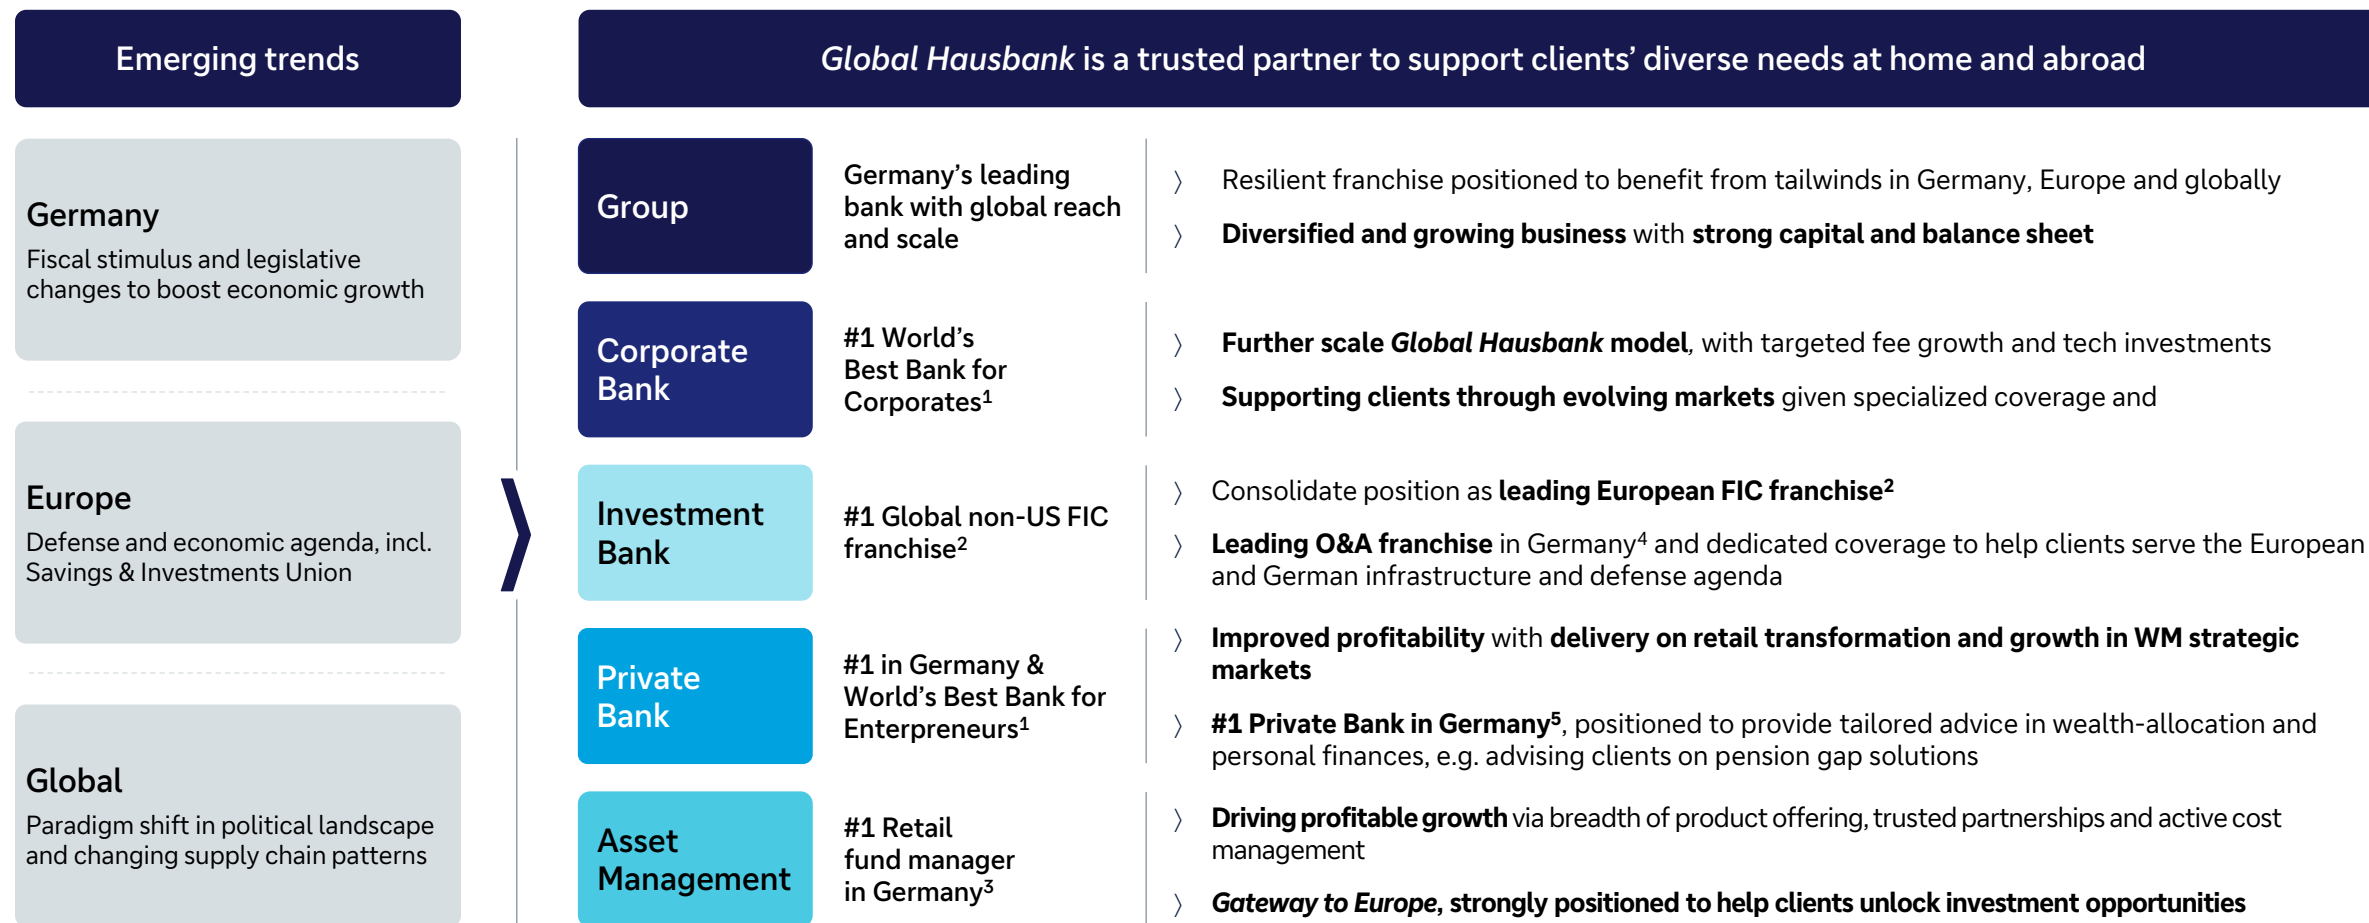 Emerging trends
Global Hausbank is a trusted partner to support clients’ diverse needs at home and abroad
Germany
Fiscal stimulus and legislative
changes to boost economic growth
Europe
Defense and economic agenda, incl.
Savings & Investments Union
Global
Paradigm shift in political landscape
and changing supply chain patterns
Group
Germany’s leading
bank with global reach
and scale
〉 Resilient franchise positioned to benefit from tailwinds in Germany, Europe and globally
〉 Diversified and growing business with strong capital and balance sheet
Corporate
Bank
#1 World’s
Best Bank for
Corporates¹
〉 Further scale Global Hausbank model, with targeted fee growth and tech investments
〉 Supporting clients through evolving markets given specialized coverage and
Investment
Bank
#1 Global non-US FIC
franchise²
〉 Consolidate position as leading European FIC franchise²
〉 Leading O&A franchise in Germany⁴ and dedicated coverage to help clients serve the European
and German infrastructure and defense agenda
Private
Bank
#1 in Germany &
World’s Best Bank for
Enterpreneurs¹
〉 Improved profitability with delivery on retail transformation and growth in WM strategic
markets
〉 #1 Private Bank in Germany⁵, positioned to provide tailored advice in wealth-allocation and
personal finances, e.g. advising clients on pension gap solutions
Asset
Management
#1 Retail
fund manager
in Germany³
〉 Driving profitable growth via breadth of product offering, trusted partnerships and active cost
management
〉 Gateway to Europe, strongly positioned to help clients unlock investment opportunities